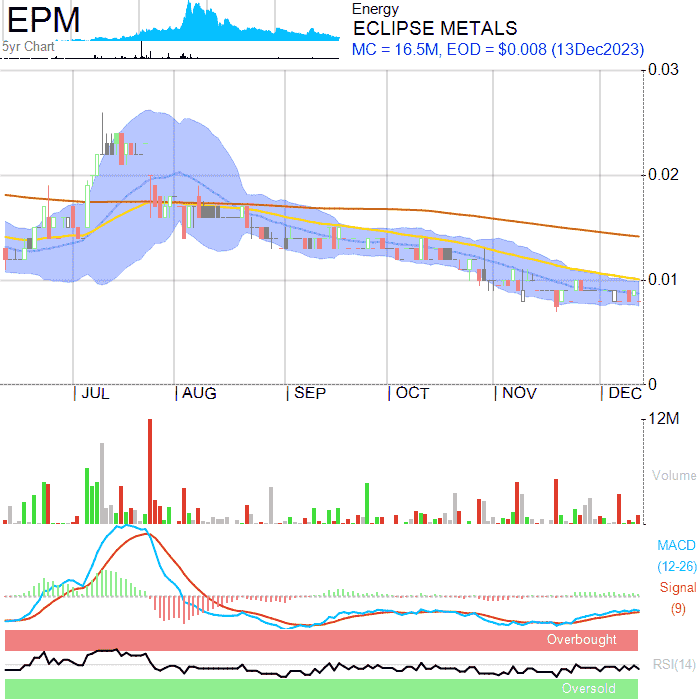 EPM
5yr Chart
Energy
ECLIPSE METALS
MC = 16.5M, EOD = $0.008 (13Dec2023)
0.03
0.02
0.01
0
JUL AUG SEP OCT NOV DEC
12M
Volume
MACD
(12-26)
Signal
(9)
Overbought
RSI(14)
Oversold